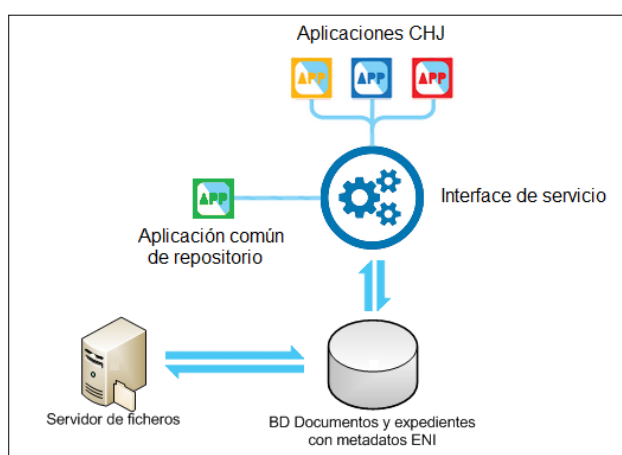 Aplicaciones CHJ
APP APP APP
Interface de servicio
APP
Aplicación común
de repositorio
Servidor de ficheros
BD Documentos y expedientes
con metadatos ENI